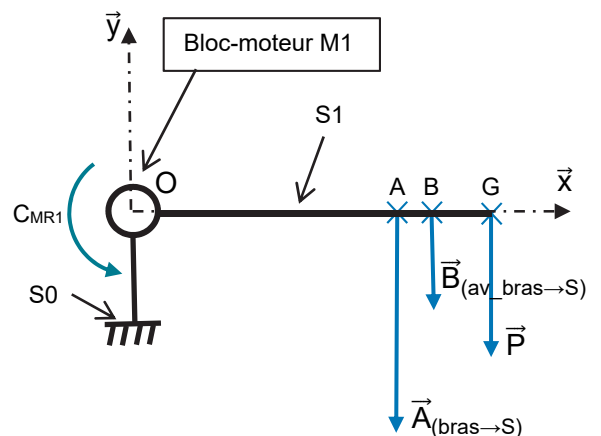 y⃗
Bloc-moteur M1
S1
O
A B G x⃗
CMR1
S0
B⃗(av_bras→S)
P⃗
A⃗(bras→S)